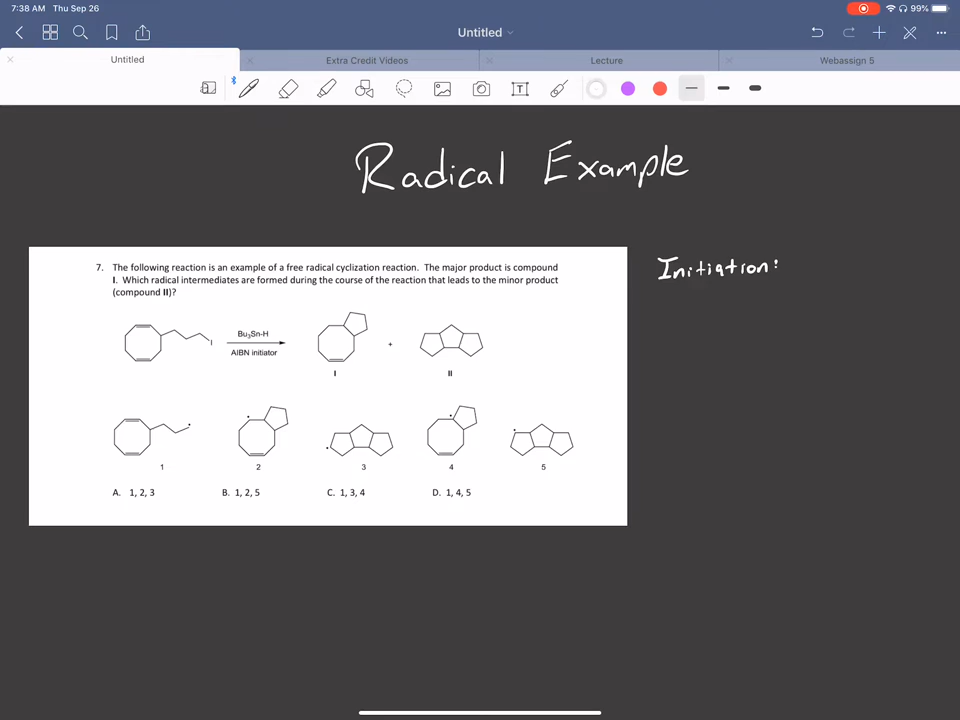 7:38 AM Thu Sep 26
99%
Untitled
Untitled
Extra Credit Videos
Lecture
Webassign 5
Radical Example
7. The following reaction is an example of a free radical cyclization reaction. The major product is compound
I. Which radical intermediates are formed during the course of the reaction that leads to the minor product
(compound II)?
Initiation:
Bu3Sn-H
AIBN initiator
I
+
I
II
1
2
3
4
5
A. 1, 2, 3
B. 1, 2, 5
C. 1, 3, 4
D. 1, 4, 5